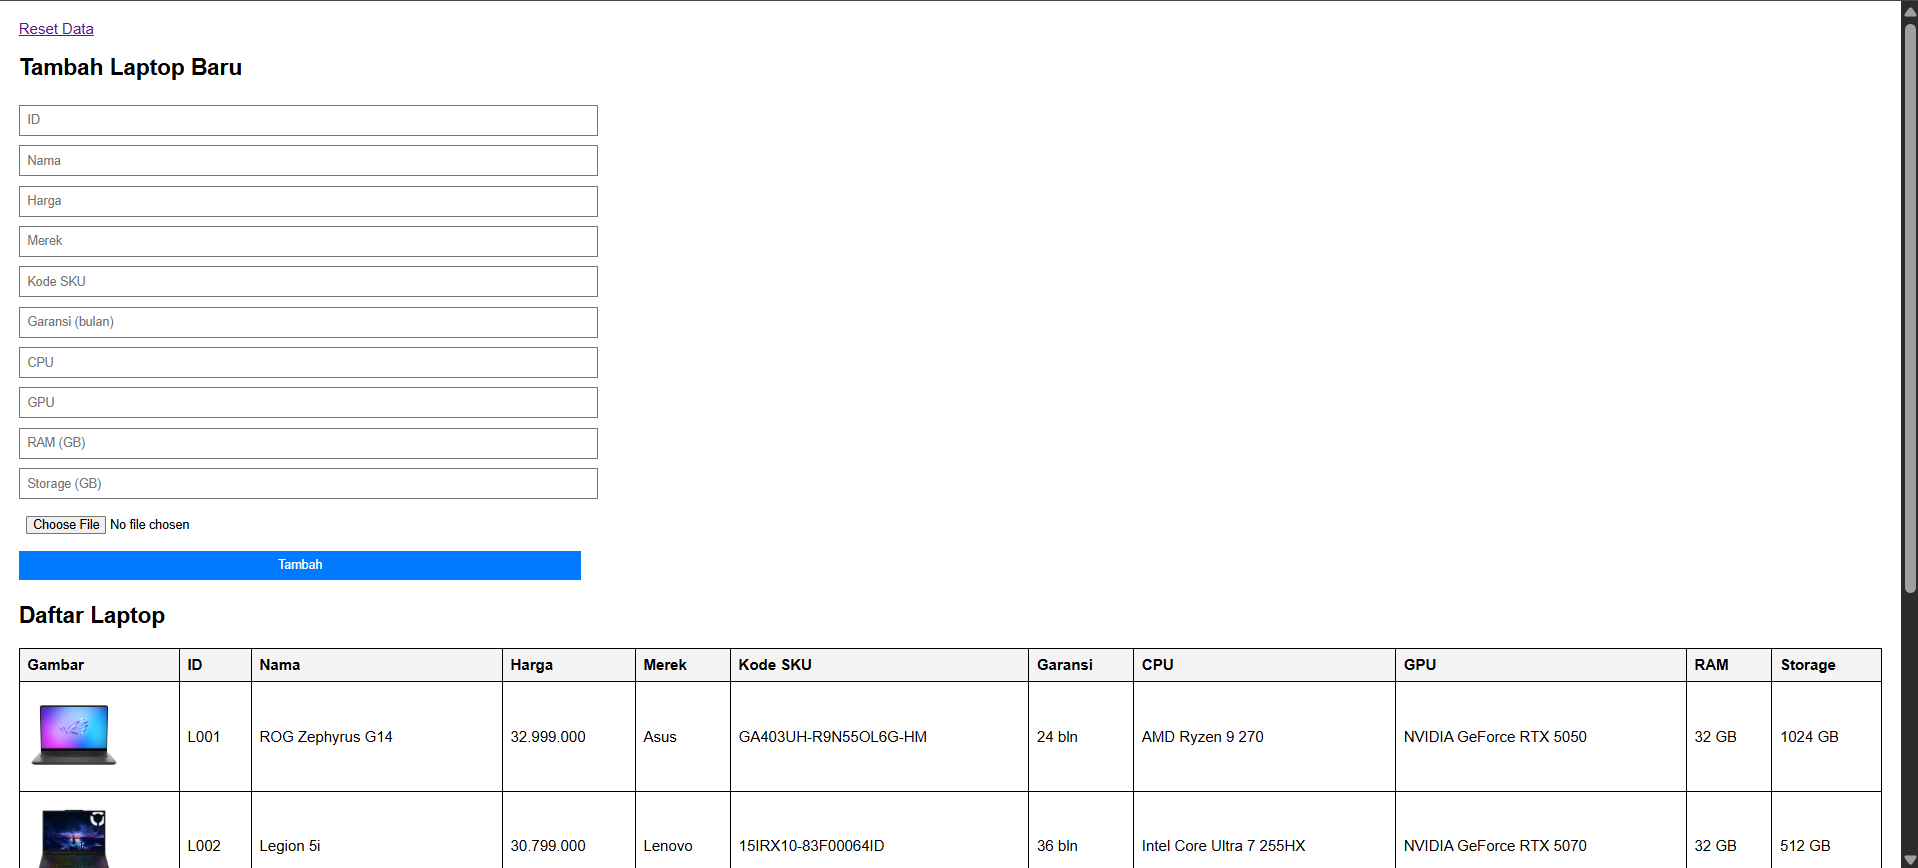 Reset Data
Tambah Laptop Baru
ID
Nama
Harga
Merek
Kode SKU
Garansi (bulan)
CPU
GPU
RAM (GB)
Storage (GB)
Choose File No file chosen
Tambah
Daftar Laptop
Gambar ID Nama Harga Merek Kode SKU Garansi CPU GPU RAM Storage
L001 ROG Zephyrus G14 32.999.000 Asus GA403UH-R9N55OL6G-HM 24 bln AMD Ryzen 9 270 NVIDIA GeForce RTX 5050 32 GB 1024 GB
L002 Legion 5i 30.799.000 Lenovo 15IRX10-83F00064ID 36 bln Intel Core Ultra 7 255HX NVIDIA GeForce RTX 5070 32 GB 512 GB